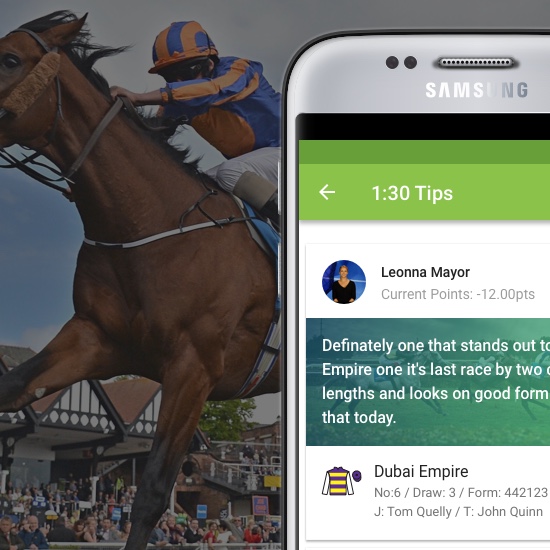 SAMSUNG
1:30 Tips
Leonna Mayor
Current Points: -12.00pts
Definately one that stands out to
Empire one it's last race by two
lengths and looks on good form
that today.
Dubai Empire
No:6 / Draw: 3 / Form: 442123
J: Tom Quelly / T: John Quinn